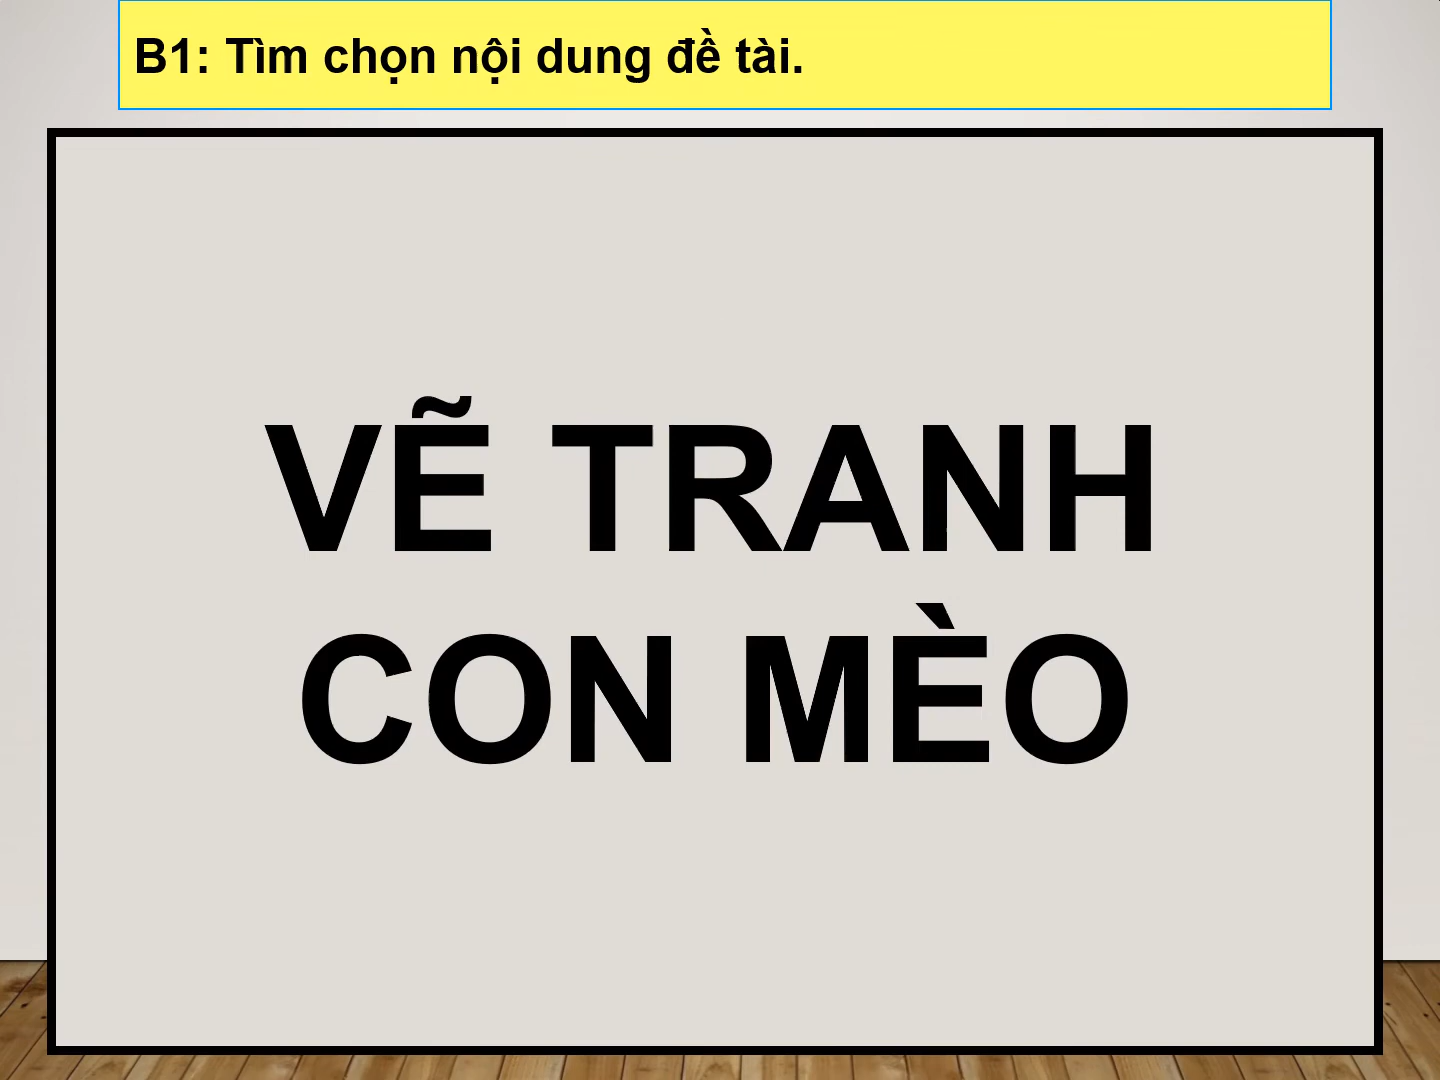 B1: Tìm chọn nội dung đề tài.
VẼ TRANH
CON MÈO